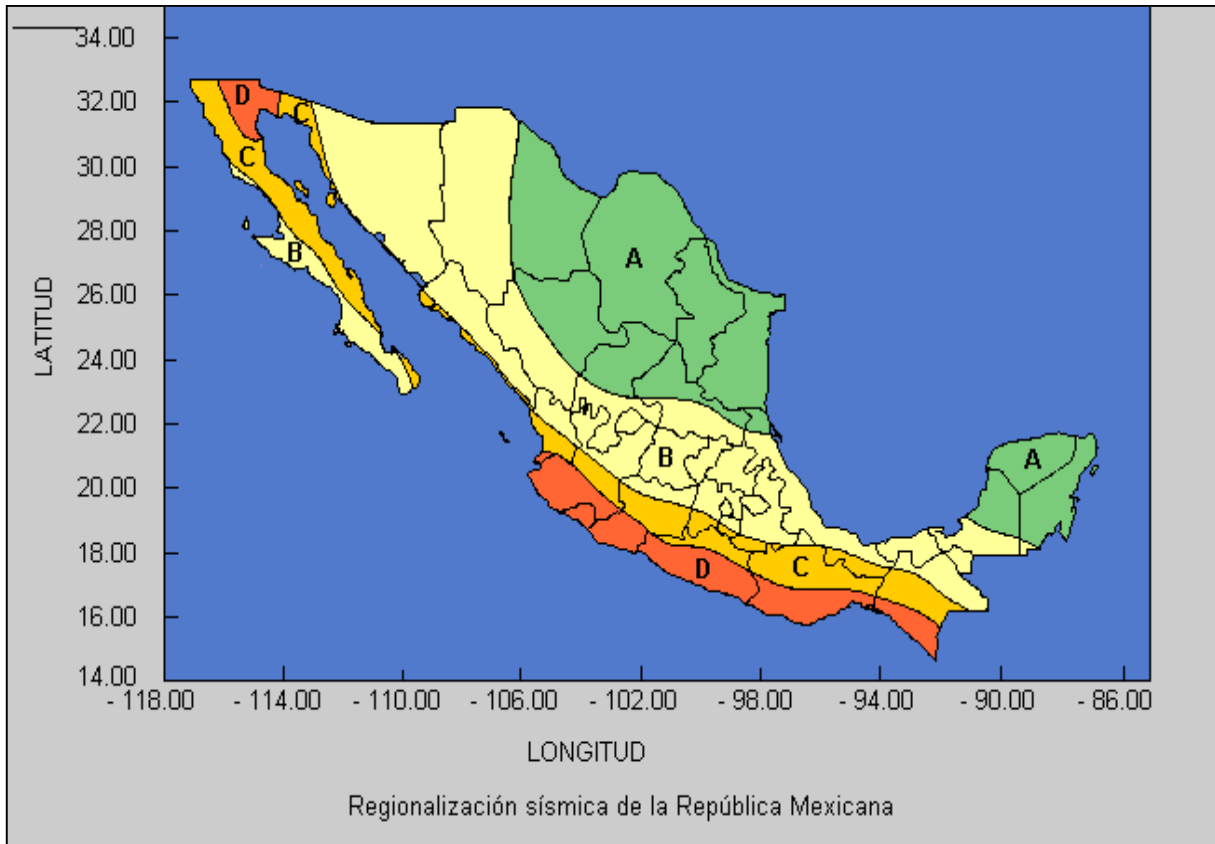 34.00
32.00
30.00
28.00
26.00
24.00
22.00
20.00
18.00
16.00
14.00
LATITUD
D
C
C
B
A
B
A
C
D
- 118.00 - 114.00 - 110.00 - 106.00 - 102.00 - 98.00 - 94.00 - 90.00 - 86.00
LONGITUD
Regionalización sísmica de la República Mexicana